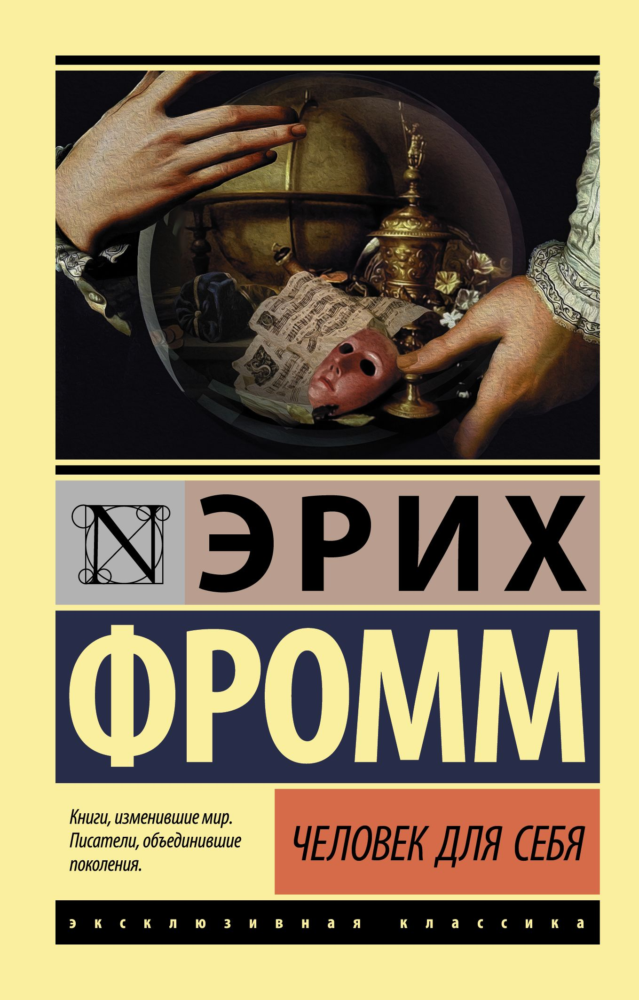 N
ЭРИХ
ФРОММ
Книги, изменившие мир.
Писатели, объединившие
поколения.
ЧЕЛОВЕК ДЛЯ СЕБЯ
эксклюзивная классика